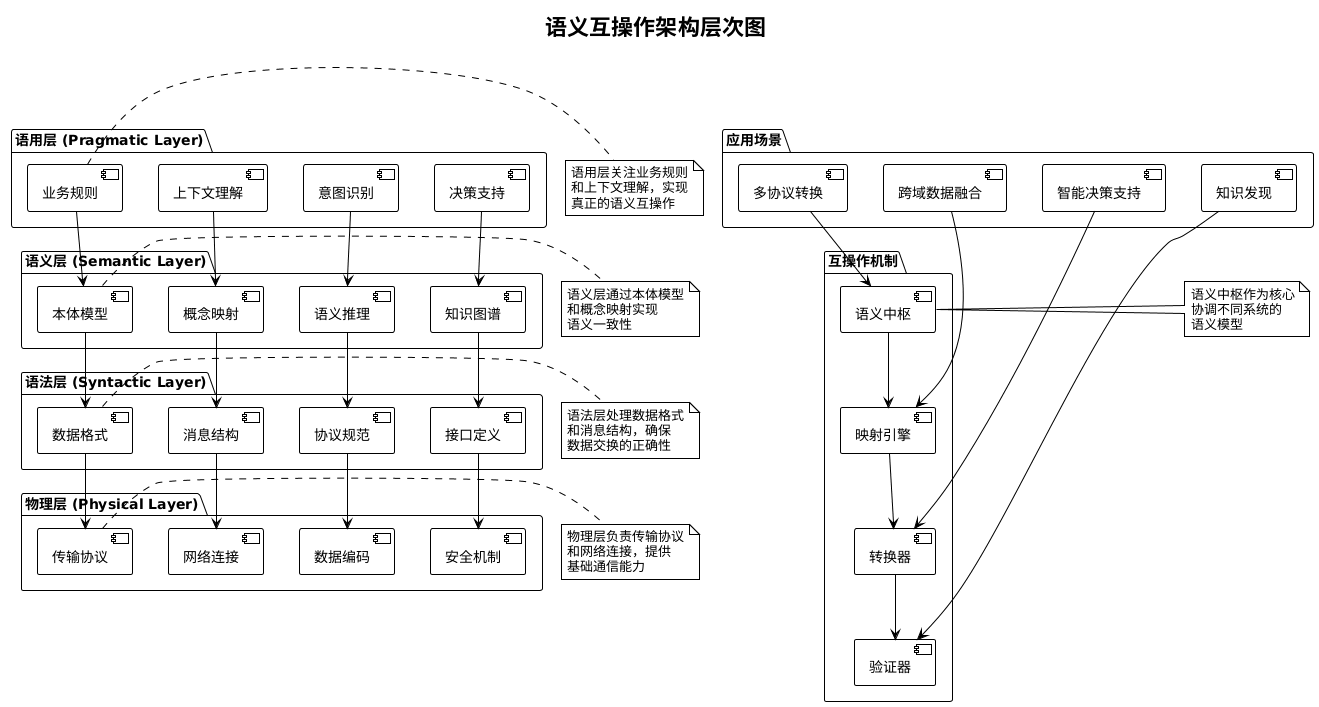 语义互操作架构层次图
语用层 (Pragmatic Layer)
业务规则
上下文理解
意图识别
决策支持
语用层关注业务规则
和上下文理解，实现
真正的语义互操作
应用场景
多协议转换
跨域数据融合
智能决策支持
知识发现
语义层 (Semantic Layer)
本体模型
概念映射
语义推理
知识图谱
语义层通过本体模型
和概念映射实现
语义一致性
互操作机制
语义中枢
语义中枢作为核心
协调不同系统的
语义模型
语法层 (Syntactic Layer)
数据格式
消息结构
协议规范
接口定义
语法层处理数据格式
和消息结构，确保
数据交换的正确性
映射引擎
物理层 (Physical Layer)
传输协议
网络连接
数据编码
安全机制
物理层负责传输协议
和网络连接，提供
基础通信能力
转换器
验证器